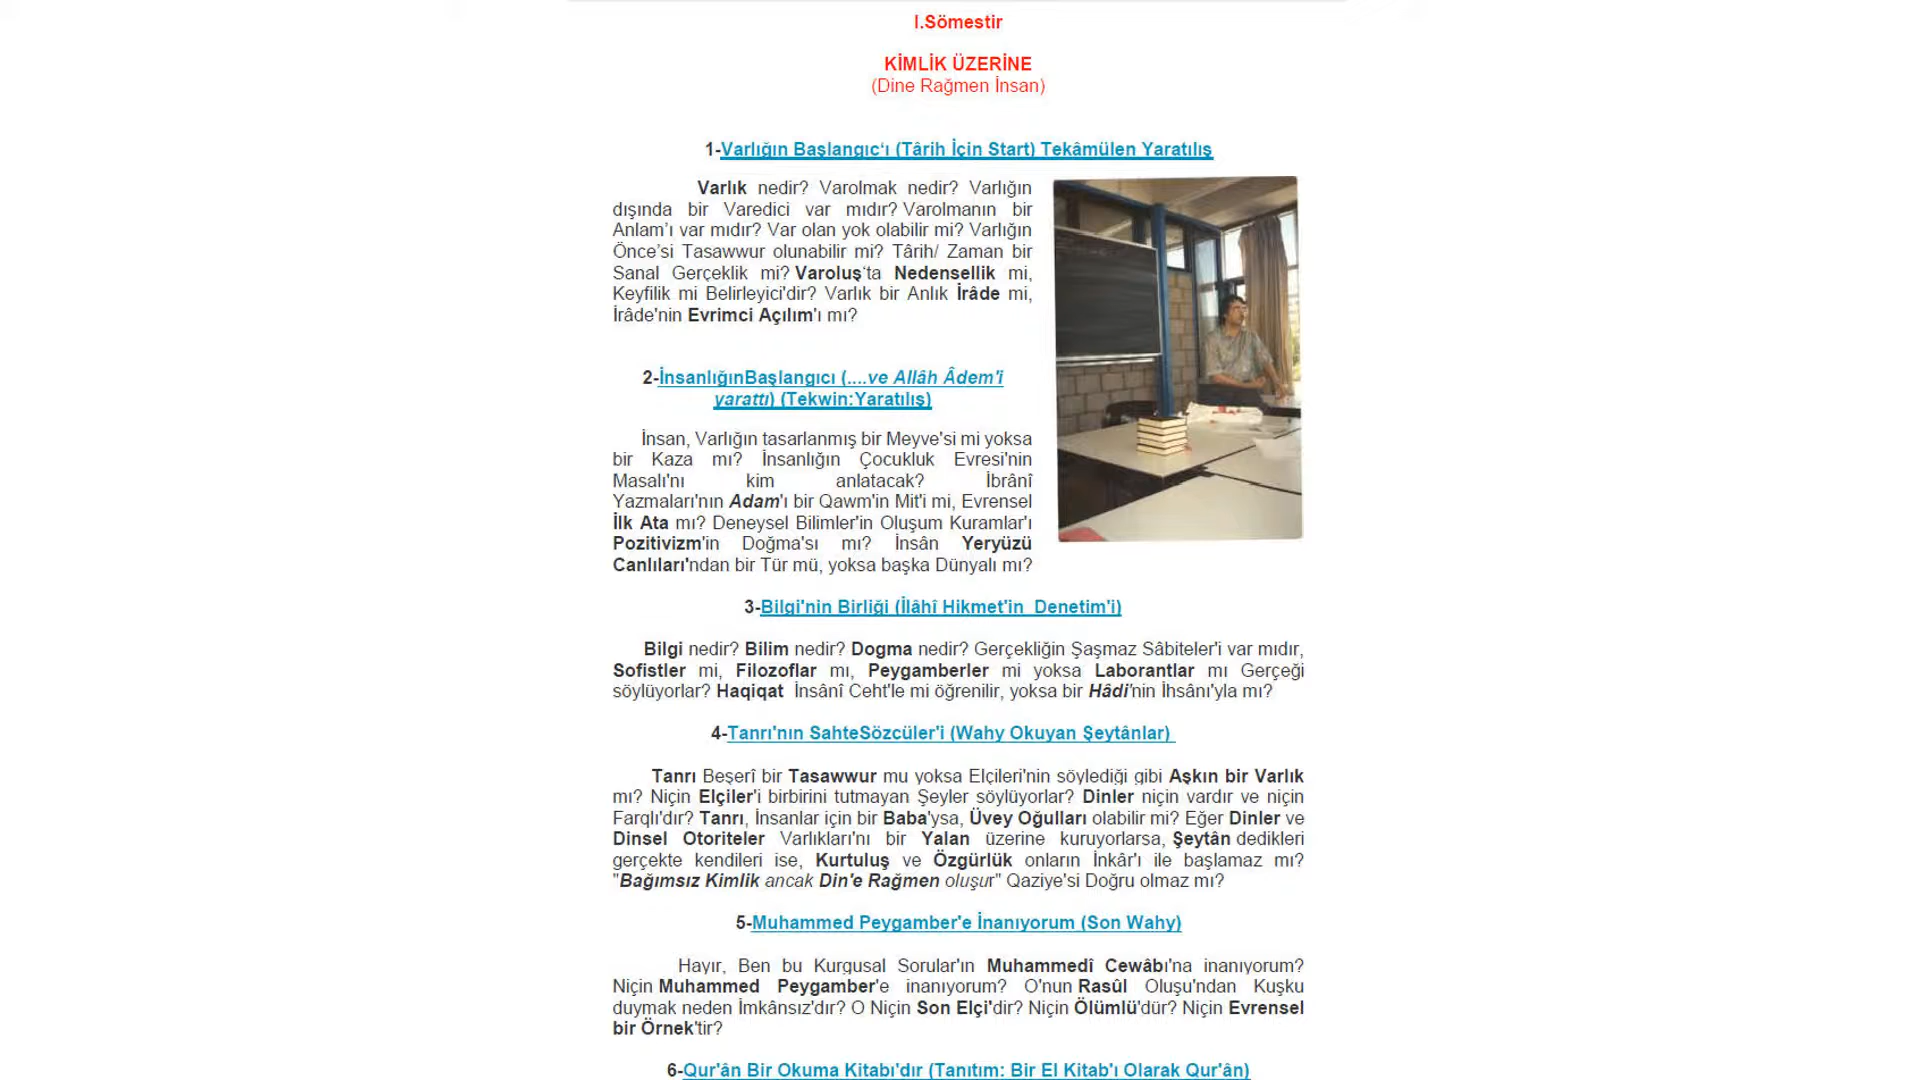 I.Sömestir
KİMLİK ÜZERİNE
(Dine Rağmen İnsan)
1-Varlığın Başlangıc‘ı (Târih İçin Start) Tekâmülen Yaratılış
Varlık nedir? Varolmak nedir? Varlığın
dışında bir Varedici var mıdır? Varolmanın bir
Anlam’ı var mıdır? Var olan yok olabilir mi? Varlığın
Önce’si Tasawwur olunabilir mi? Târih/ Zaman bir
Sanal Gerçeklik mi? Varoluş‘ta Nedensellik mi,
Keyfilik mi Belirleyici'dir? Varlık bir Anlık İrâde mi,
İrâde'nin Evrimci Açılım'ı mı?
2-İnsanlığınBaşlangıcı (....ve Allâh Âdem'i
yarattı) (Tekwin:Yaratılış)
İnsan, Varlığın tasarlanmış bir Meyve'si mi yoksa
bir Kaza mı? İnsanlığın Çocukluk Evresi'nin
Masalı'nı kim anlatacak? İbrânî
Yazmaları'nın Adam'ı bir Qawm'in Mit'i mi, Evrensel
İlk Ata mı? Deneysel Bilimler'in Oluşum Kuramlar'ı
Pozitivizm'in Doğma'sı mı? İnsân Yeryüzü
Canlıları'ndan bir Tür mü, yoksa başka Dünyalı mı?
3-Bilgi'nin Birliği (İlâhî Hikmet'in Denetim'i)
Bilgi nedir? Bilim nedir? Dogma nedir? Gerçekliğin Şaşmaz Sâbiteler'i var mıdır,
Sofistler mi, Filozoflar mı, Peygamberler mi yoksa Laborantlar mı Gerçeği
söylüyorlar? Haqiqat İnsânî Ceht'le mi öğrenilir, yoksa bir Hâdi'nin İhsânı'yla mı?
4-Tanrı'nın SahteSözcüler'i (Wahy Okuyan Şeytânlar)
Tanrı Beşerî bir Tasawwur mu yoksa Elçileri'nin söylediği gibi Aşkın bir Varlık
mı? Niçin Elçiler'i birbirini tutmayan Şeyler söylüyorlar? Dinler niçin vardır ve niçin
Farqlı'dır? Tanrı, İnsanlar için bir Baba'ysa, Üvey Oğulları olabilir mi? Eğer Dinler ve
Dinsel Otoriteler Varlıkları'nı bir Yalan üzerine kuruyorlarsa, Şeytân dedikleri
gerçekte kendileri ise, Kurtuluş ve Özgürlük onların İnkâr'ı ile başlamaz mı?
"Bağımsız Kimlik ancak Din'e Rağmen oluşur" Qaziye'si Doğru olmaz mı?
5-Muhammed Peygamber'e İnanıyorum (Son Wahy)
Hayır, Ben bu Kurgusal Sorular'ın Muhammedî Cewâbı'na inanıyorum?
Niçin Muhammed Peygamber'e inanıyorum? O'nun Rasûl Oluşu'ndan Kuşku
duymak neden İmkânsız'dır? O Niçin Son Elçi'dir? Niçin Ölümlü'dür? Niçin Evrensel
bir Örnek'tir?
6-Qur'ân Bir Okuma Kitabı'dır (Tanıtım: Bir El Kitab'ı Olarak Qur'ân)